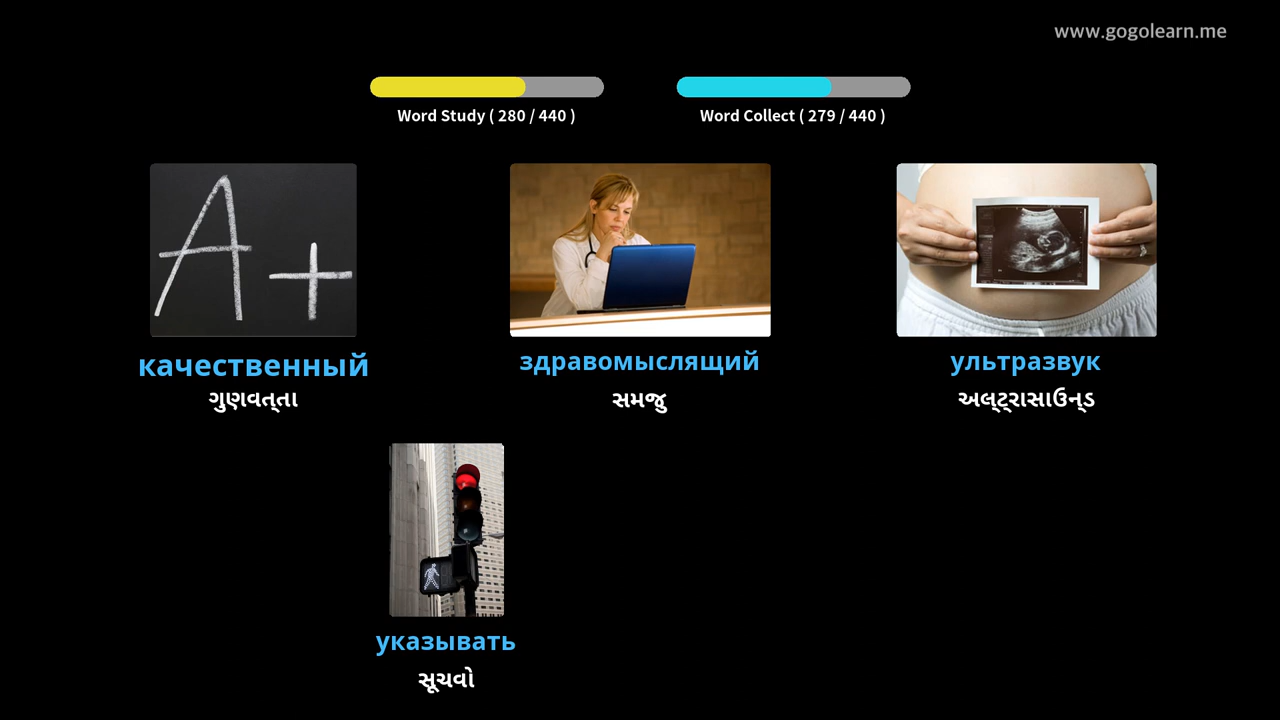 www.gogolearn.me
Word Study ( 280 / 440 )
Word Collect ( 279 / 440 )
A+
качественный
здравомыслящий
ультразвук
ગુણવત્તા
સમજુ
અલ્ટ્રાસાઉન્ડ
указывать
સૂચવો